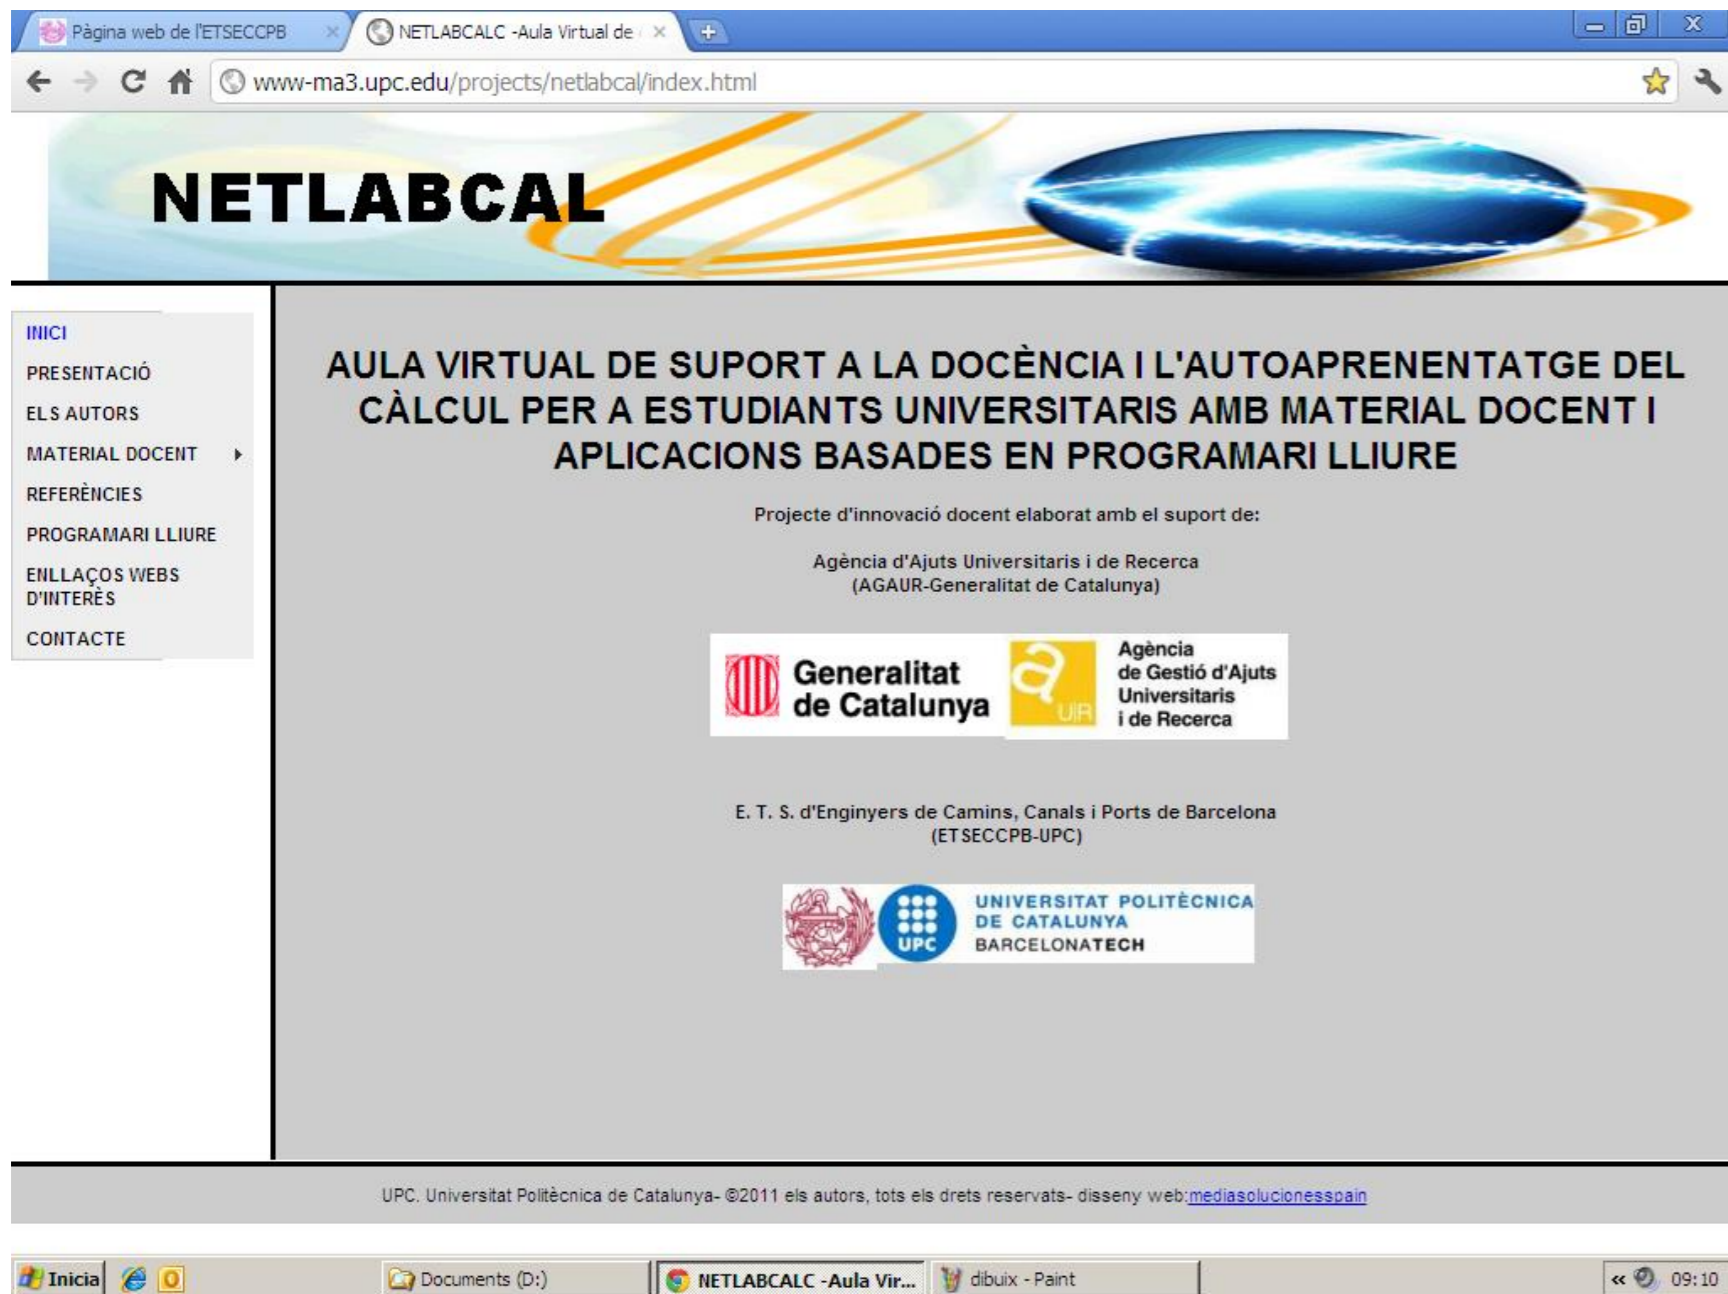 Pàgina web de l'ETSECCPB
NETLABCALC -Aula Virtual de
www-ma3.upc.edu/projects/netlabcal/index.html
NETLABCAL
INICI
PRESENTACIÓ
ELS AUTORS
MATERIAL DOCENT
REFERÈNCIES
PROGRAMARI LLIURE
ENLLAÇOS WEBS
D'INTERÈS
CONTACTE
AULA VIRTUAL DE SUPORT A LA DOCÈNCIA I L'AUTOAPRENENTATGE DEL
CÀLCUL PER A ESTUDIANTS UNIVERSITARIS AMB MATERIAL DOCENT I
APLICACIONS BASADES EN PROGRAMARI LLIURE
Projecte d'innovació docent elaborat amb el suport de:
Agència d'Ajuts Universitaris i de Recerca
(AGAUR-Generalitat de Catalunya)
Generalitat
de Catalunya
a
U|R
Agència
de Gestió d'Ajuts
Universitaris
i de Recerca
E. T. S. d'Enginyers de Camins, Canals i Ports de Barcelona
(ETSECCPB-UPC)
UPC
UNIVERSITAT POLITÈCNICA
DE CATALUNYA
BARCELONATECH
UPC. Universitat Politècnica de Catalunya- ©2011 els autors, tots els drets reservats- disseny web:mediasolucionesspain
Inicia
Documents (D:)
NETLABCALC -Aula Vir...
dibuix - Paint
« 09:10